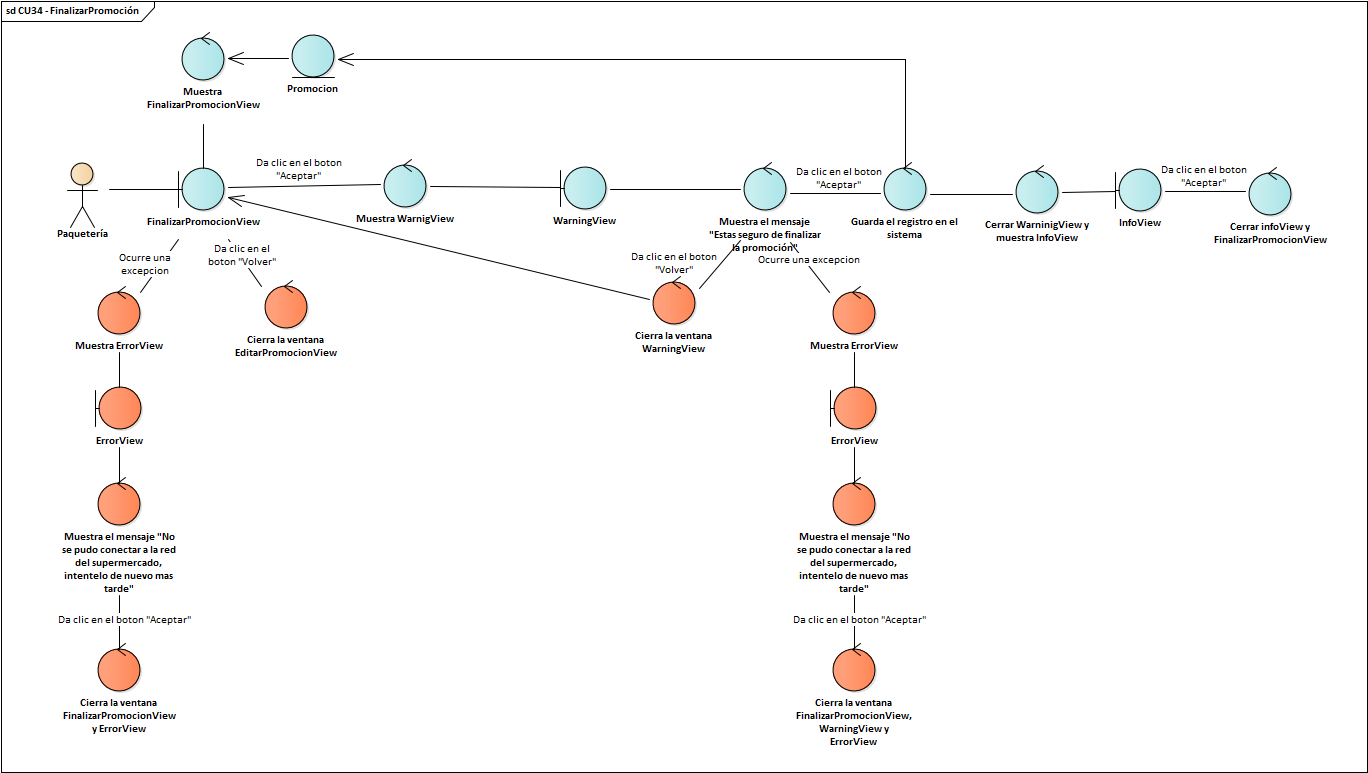 sd CU34 - FinalizarPromoción
Muestra
FinalizarPromocionView
Promocion
Paquetería
FinalizarPromocionView
Da clic en el boton
"Aceptar"
Muestra WarnigView
WarningView
Muestra el mensaje
"Estas seguro de finalizar
la promoción"
Da clic en el boton
"Aceptar"
Guarda el registro en el
sistema
Cerrar WarninigView y
muestra InfoView
InfoView
Da clic en el boton
"Aceptar"
Cerrar infoView y
FinalizarPromocionView
Ocurre una
excepcion
Da clic en el
boton "Volver"
Da clic en el boton
"Volver"
Ocurre una excepcion
Muestra ErrorView
Cierra la ventana
EditarPromocionView
Cierra la ventana
WarningView
Muestra ErrorView
ErrorView
ErrorView
Muestra el mensaje "No
se pudo conectar a la red
del supermercado,
intentelo de nuevo mas
tarde"
Muestra el mensaje "No
se pudo conectar a la red
del supermercado,
intentelo de nuevo mas
tarde"
Da clic en el boton "Aceptar"
Da clic en el boton "Aceptar"
Cierra la ventana
FinalizarPromocionView
y ErrorView
Cierra la ventana
FinalizarPromocionView,
WarningView y
ErrorView